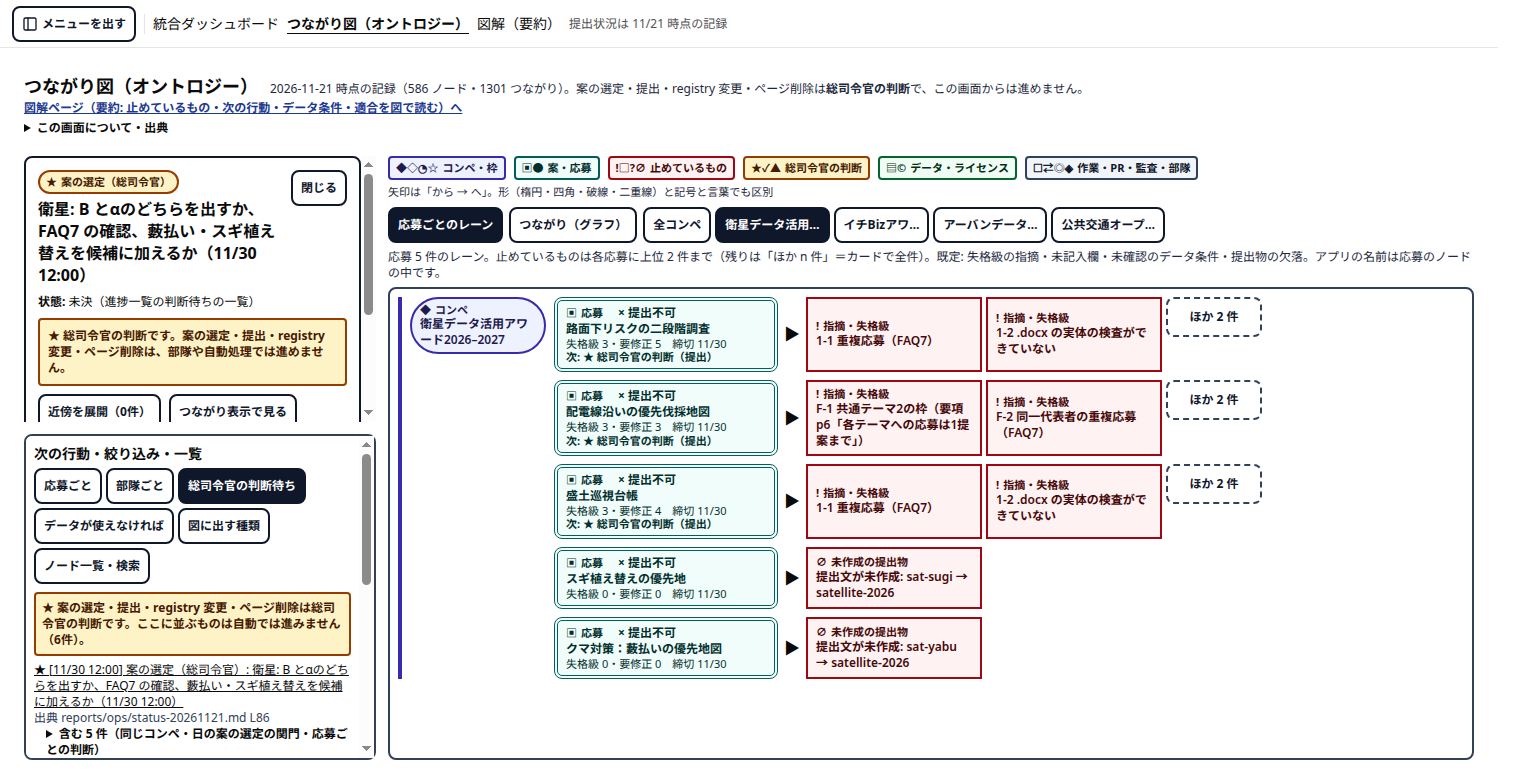 メニューを出す 統合ダッシュボード つながり図（オントロジー） 図解（要約） 提出状況は 11/21 時点の記録
つながり図（オントロジー） 2026-11-21 時点の記録（586 ノード・1301 つながり）。案の選定・提出・registry 変更・ページ削除は総司令官の判断で、この画面からは進めません。
図解ページ（要約: 止めているもの・次の行動・データ条件・適合を図で読む）へ
▶ この画面について・出典
★ 案の選定（総司令官）
閉じる
衛星: B とαのどちらを出すか、
FAQ7 の確認、藪払い・スギ植え
替えを候補に加えるか（11/30
12:00）
状態: 未決（進捗一覧の判断待ちの一覧）
★ 総司令官の判断です。案の選定・提出・registry
変更・ページ削除は、部隊や自動処理では進めませ
ん。
近傍を展開（0件） つながり表示で見る
次の行動・絞り込み・一覧
応募ごと 部隊ごと 総司令官の判断待ち
データが使えなければ 図に出す種類
ノード一覧・検索
★ 案の選定・提出・registry 変更・ページ削除は総司
令官の判断です。ここに並ぶものは自動では進みません
（6件）。
★ [11/30 12:00] 案の選定（総司令官）: 衛星: B とαのどち
らを出すか、FAQ7 の確認、藪払い・スギ植え替えを候補
に加えるか（11/30 12:00）
出典 reports/ops/status-20261121.md L86
▶ 含む 5 件（同じコンペ・日の案の選定の関門・応募ご
との判断）
◆◇◔☆ コンペ・枠 ▣● 案・応募 !□?⊘ 止めているもの ★✓▲ 総司令官の判断 ▤© データ・ライセンス □⇄◎◆ 作業・PR・監査・部隊
矢印は「から → へ」。形（楕円・四角・破線・二重線）と記号と言葉でも区別
応募ごとのレーン つながり（グラフ） 全コンペ 衛星データ活用… イチBizアワ… アーバンデータ… 公共交通オープ…
応募 5 件のレーン。止めているものは各応募に上位 2 件まで（残りは「ほか n 件」＝カードで全件）。既定: 失格級の指摘・未記入欄・未確認のデータ条件・提出物の欠落。アプリの名前は応募のノード
の中です。
◆ コンペ
衛星データ活用アワ
ード2026–2027
▣ 応募 × 提出不可
路面下リスクの二段階調査
失格級 3・要修正 5 締切 11/30
次: ★ 総司令官の判断（提出）
▶
! 指摘・失格級
1-1 重複応募（FAQ7）
! 指摘・失格級
1-2 .docx の実体の検査がで
きていない
ほか 2 件
▣ 応募 × 提出不可
配電線沿いの優先伐採地図
失格級 3・要修正 3 締切 11/30
次: ★ 総司令官の判断（提出）
▶
! 指摘・失格級
F-1 共通テーマ2の枠（要項
p6「各テーマへの応募は1提
案まで」）
! 指摘・失格級
F-2 同一代表者の重複応募
（FAQ7）
ほか 2 件
▣ 応募 × 提出不可
盛土巡視台帳
失格級 3・要修正 4 締切 11/30
次: ★ 総司令官の判断（提出）
▶
! 指摘・失格級
1-1 重複応募（FAQ7）
! 指摘・失格級
1-2 .docx の実体の検査がで
きていない
ほか 2 件
▣ 応募 × 提出不可
スギ植え替えの優先地
失格級 0・要修正 0 締切 11/30
▶
⊘ 未作成の提出物
提出文が未作成: sat-sugi →
satellite-2026
▣ 応募 × 提出不可
クマ対策：藪払いの優先地図
失格級 0・要修正 0 締切 11/30
▶
⊘ 未作成の提出物
提出文が未作成: sat-yabu
→ satellite-2026